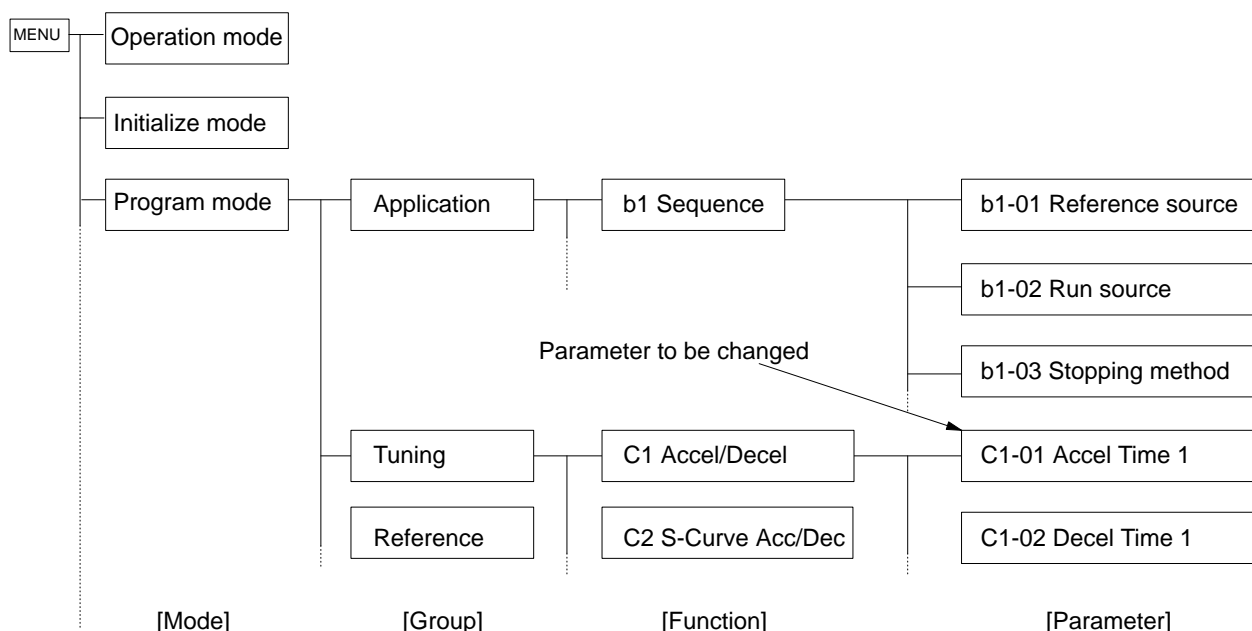 MENU
Operation mode
Initialize mode
Program mode
Application
b1 Sequence
b1-01 Reference source
b1-02 Run source
Parameter to be changed
b1-03 Stopping method
Tuning
C1 Accel/Decel
C1-01 Accel Time 1
Reference
C2 S-Curve Acc/Dec
C1-02 Decel Time 1
[Mode]
[Group]
[Function]
[Parameter]